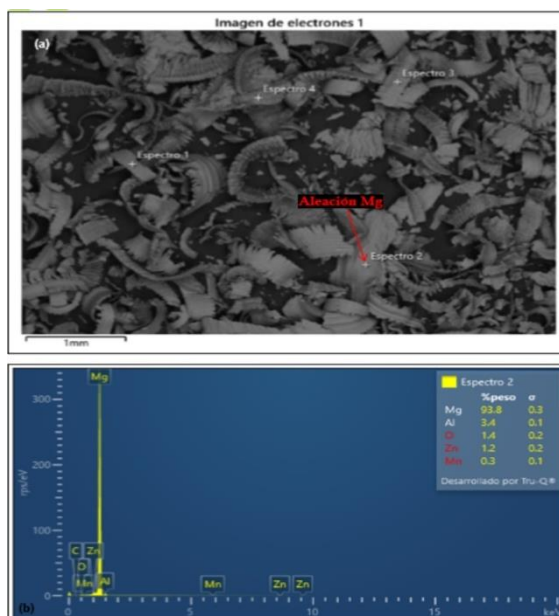 Imagen de electrones 1
(a)
Espectro 3
Espectro 4
Espectro 1
Aleación Mg
Espectro 2
1mm
Mg
300
200
100
0
rps/eV
C Zn
O
Mn Al
Mn
Zn
Zn
0
5
10
15
keV
(b)
Espectro 2
%peso σ
Mg 93.8 0.3
Al 3.4 0.1
O 1.4 0.2
Zn 1.2 0.2
Mn 0.3 0.1
Desarrollado por Tru-Q®